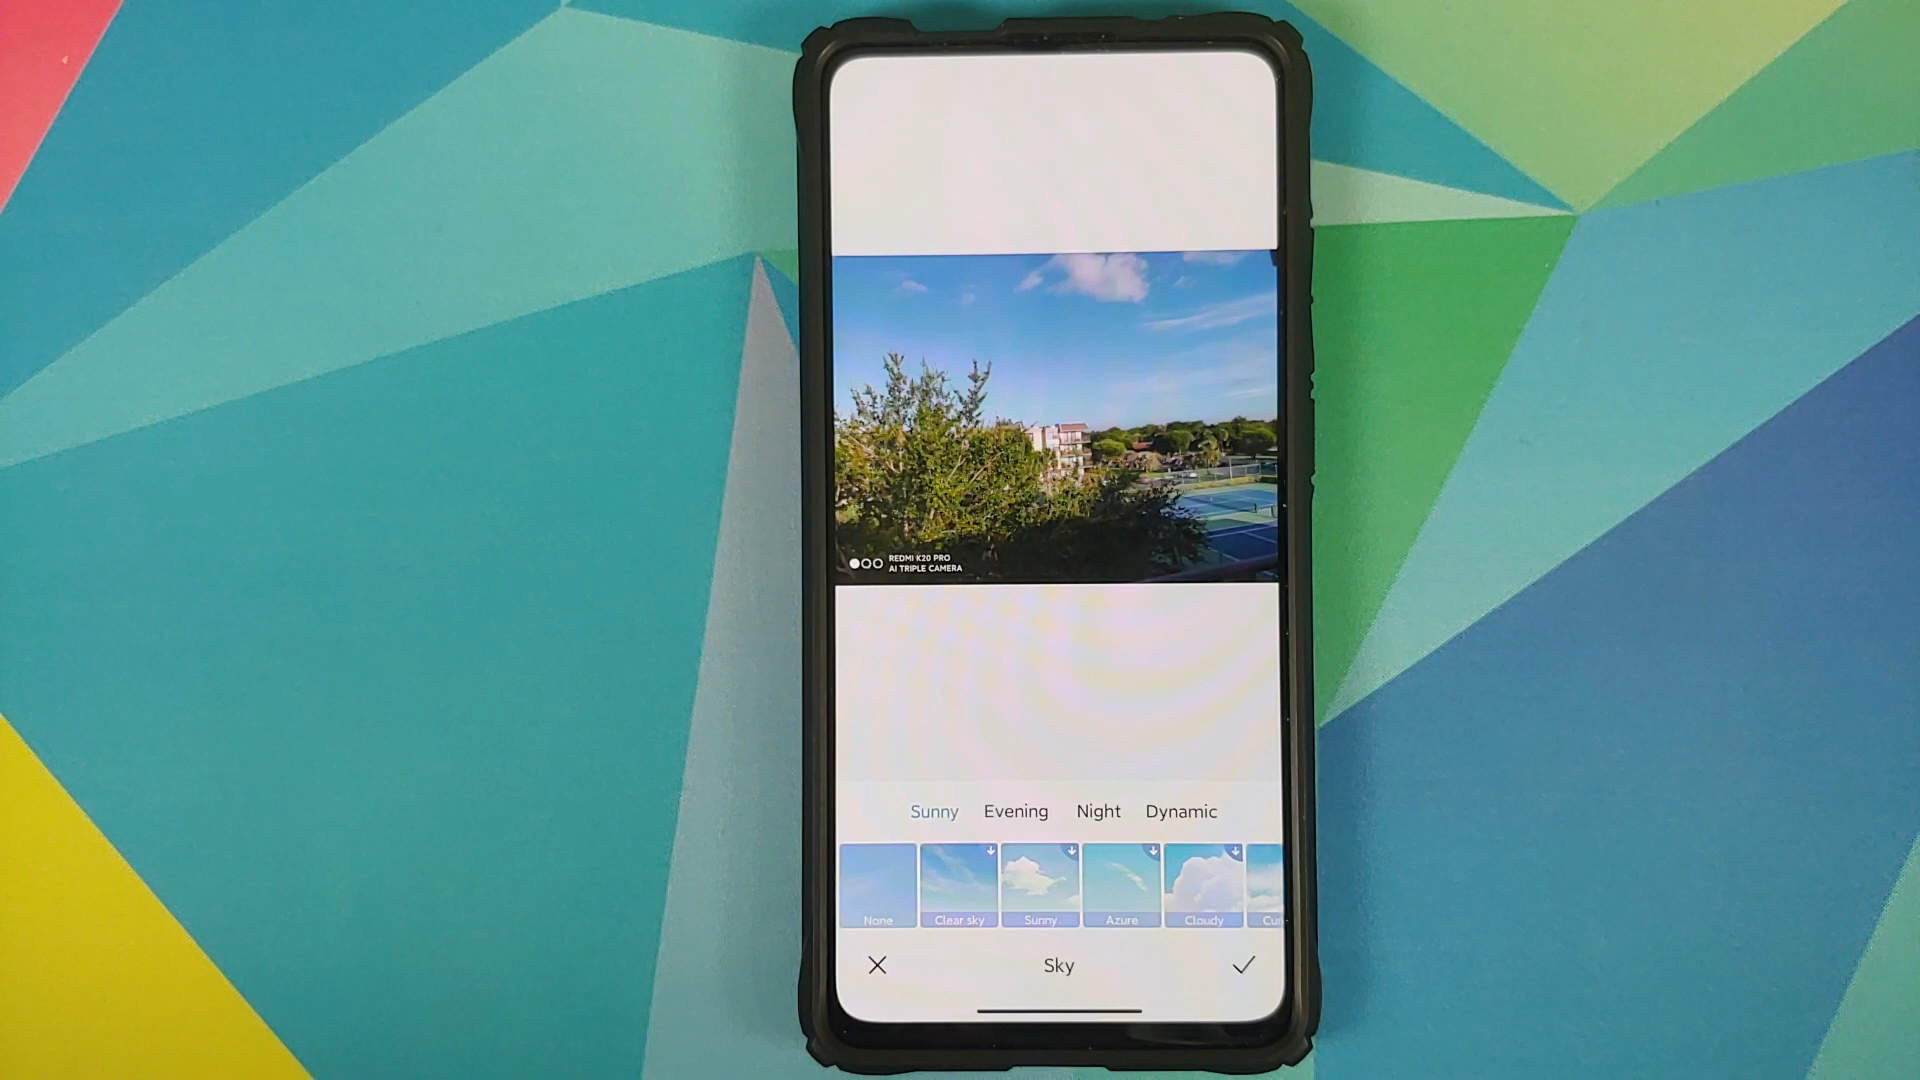 REDMI K20 PRO
AI TRIPLE CAMERA
Sunny Evening Night Dynamic
None Clear sky Sunny Azure Cloudy
Sky